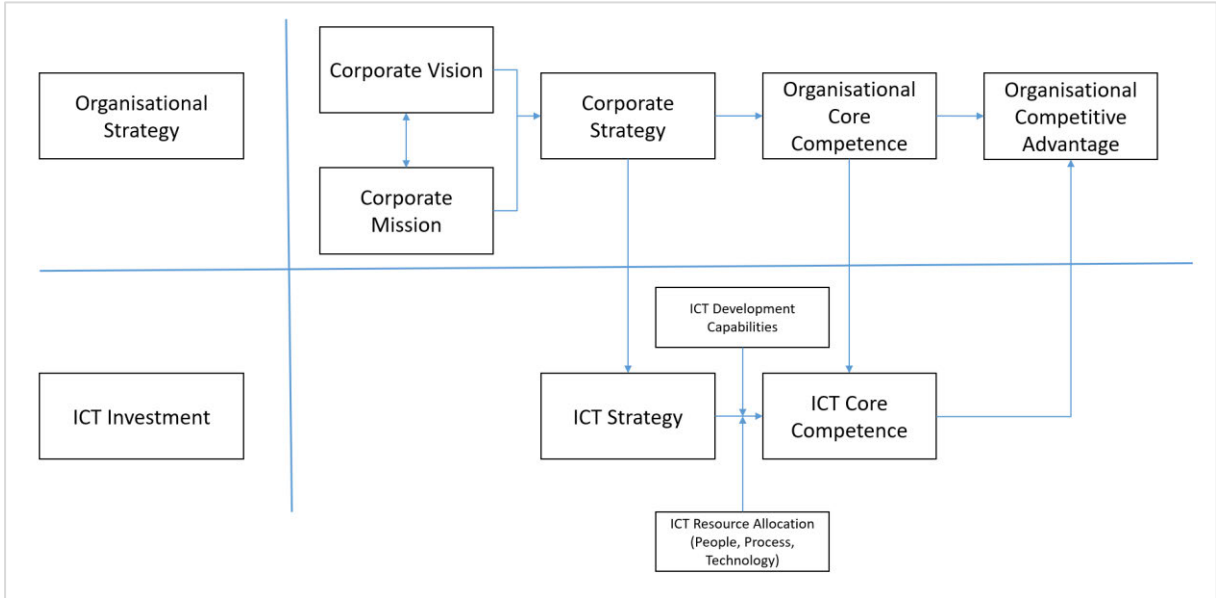 Organisational
Strategy
Corporate Vision
Corporate
Mission
Corporate
Strategy
Organisational
Core
Competence
Organisational
Competitive
Advantage
ICT Development
Capabilities
ICT Investment
ICT Strategy
ICT Core
Competence
ICT Resource Allocation
(People, Process,
Technology)